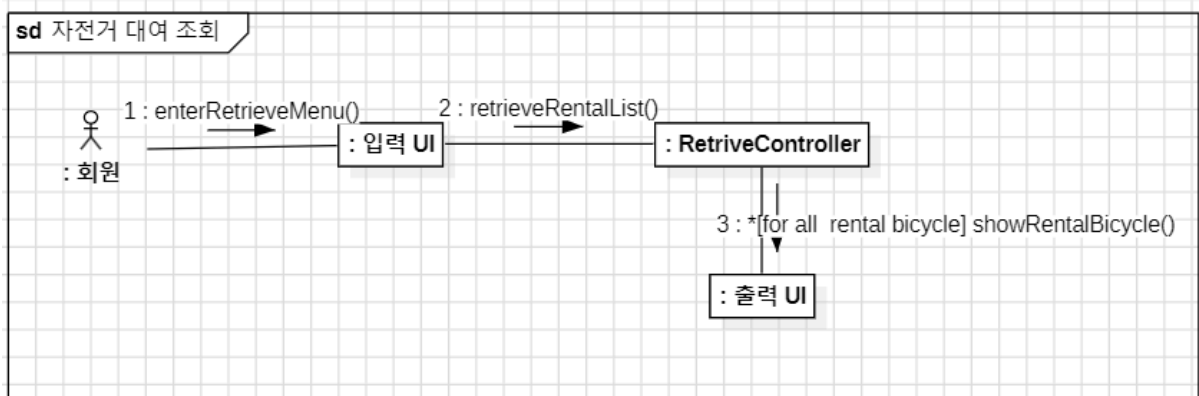 sd 자전거 대여 조회
1 : enterRetrieveMenu()
2 : retrieveRentalList()
: 회원
: 입력 UI
: RetriveController
3 : *[for all rental bicycle] showRentalBicycle()
: 출력 UI